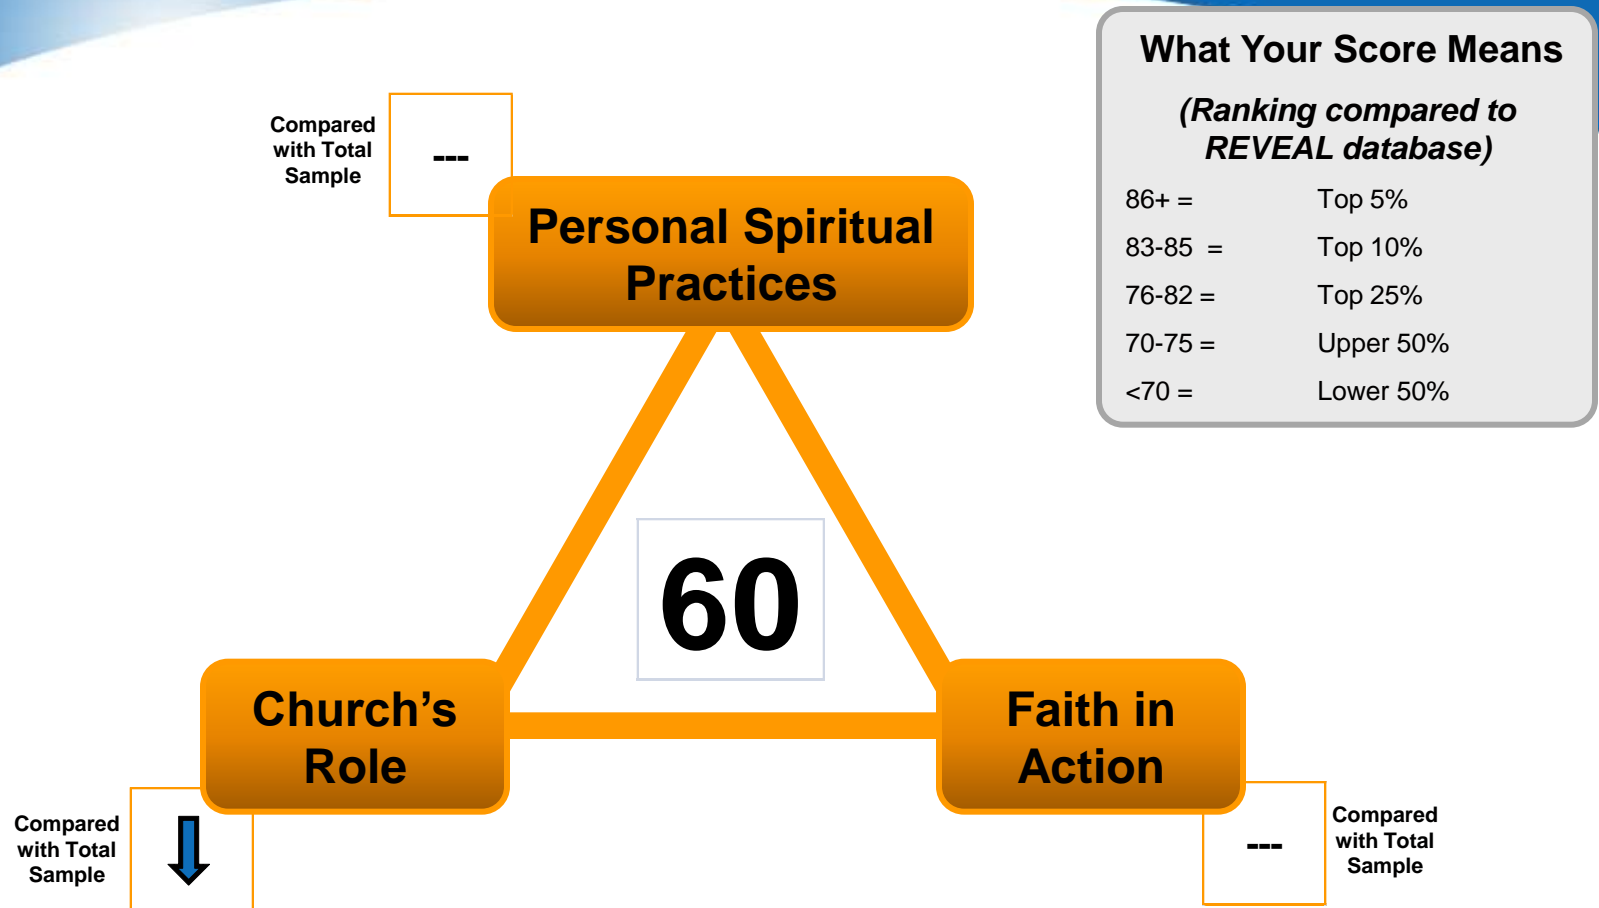 What Your Score Means
(Ranking compared to
REVEAL database)
86+ = Top 5%
83-85 = Top 10%
76-82 = Top 25%
70-75 = Upper 50%
<70 = Lower 50%
Compared
with Total
Sample
---
Personal Spiritual
Practices
60
Church’s
Role
Faith in
Action
Compared
with Total
Sample
---
Compared
with Total
Sample